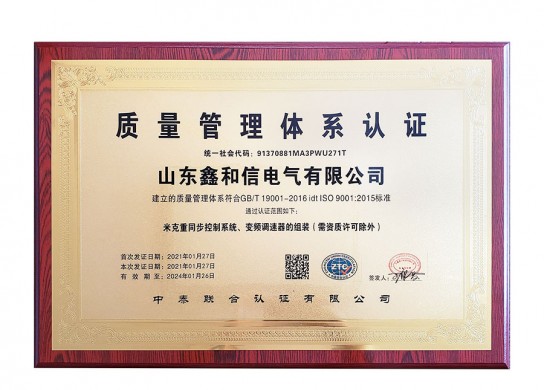 质量管理体系认证
统一社会代码：91370881MA3PWU271T
山东鑫和信电气有限公司
建立的质量管理体系符合GB/T 19001-2016 idt ISO 9001:2015标准
通过认证范围如下：
米克重同步控制系统、变频调速器的组装（需资质许可除外）
首次发证日期：2021年01月27日
本次发证日期：2021年01月27日
有 效 期 至：2024年01月26日
ZTC
签发人：
中泰联合认证有限公司